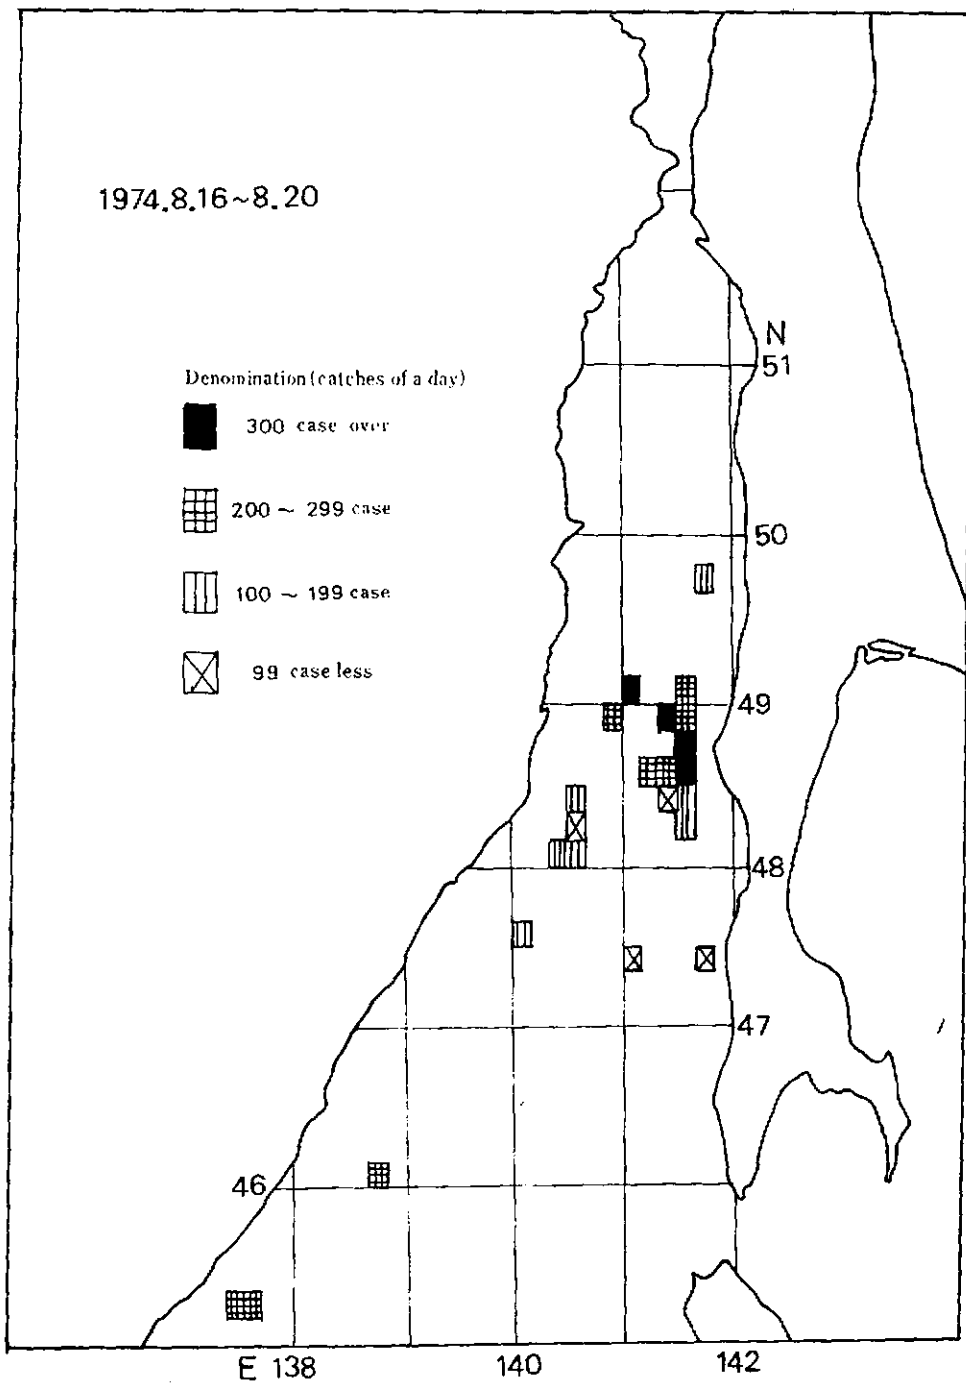 1974.8.16~8.20
N
51
Denomination (catches of a day)
300 case over
200 ~ 299 case
50
100 ~ 199 case
99 case less
49
48
47
46
E 138
140
142